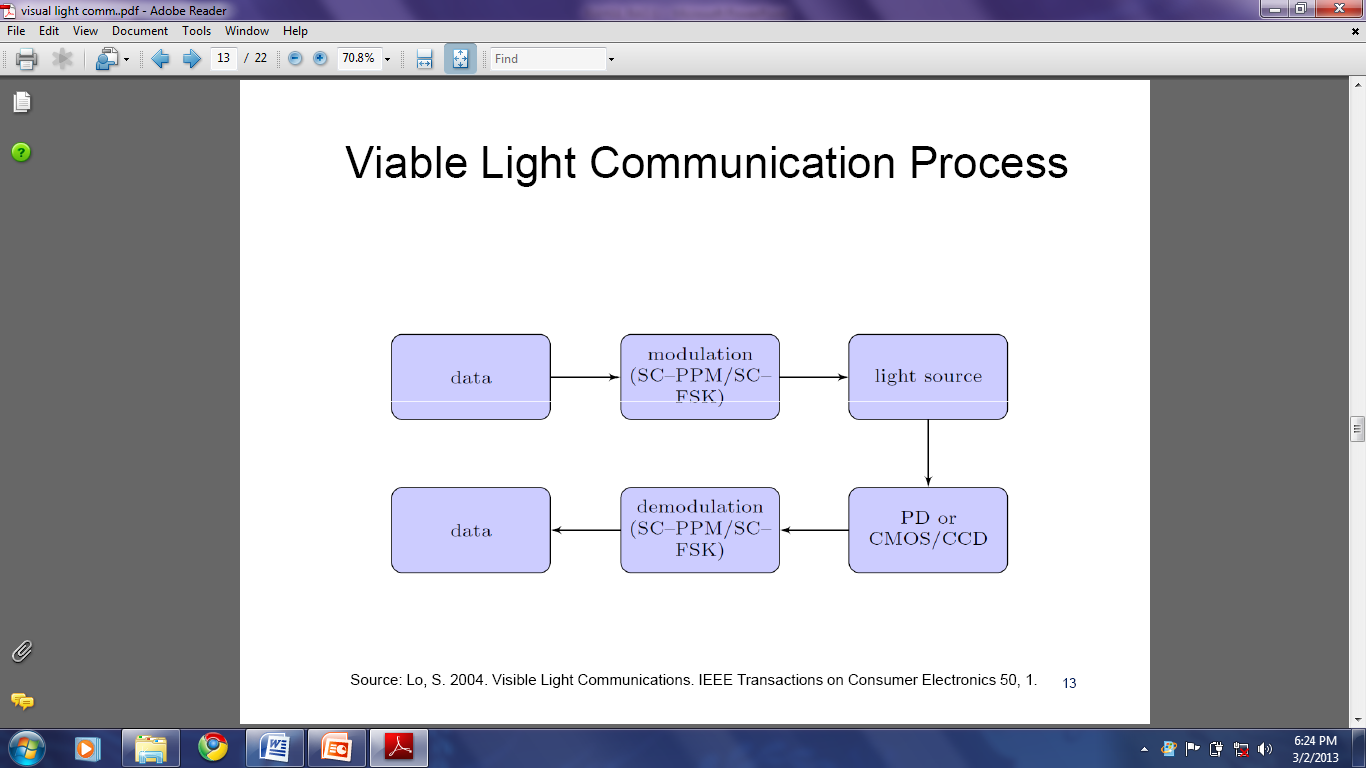 visual light comm..pdf - Adobe Reader
File Edit View Document Tools Window Help
13 / 22 70.8% Find
Viable Light Communication Process
data
modulation
(SC–PPM/SC–
FSK)
light source
data
demodulation
(SC–PPM/SC–
FSK)
PD or
CMOS/CCD
Source: Lo, S. 2004. Visible Light Communications. IEEE Transactions on Consumer Electronics 50, 1. 13
6:24 PM
3/2/2013